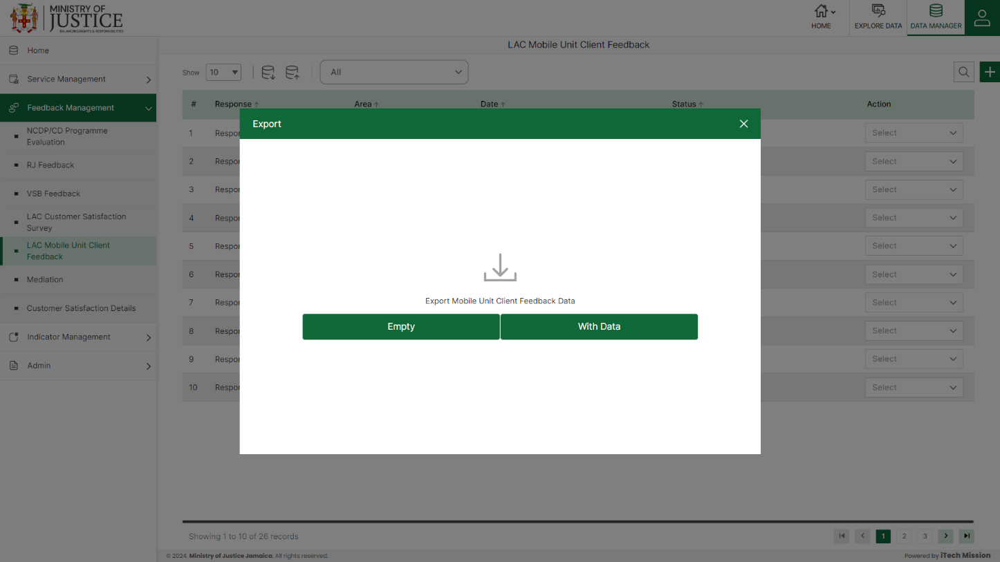 MINISTRY OF
JUSTICE
BALANCING RIGHTS & RESPONSIBILITIES
HOME
EXPLORE DATA
DATA MANAGER
Home
Service Management
Feedback Management
NCDP/CD Programme
Evaluation
RJ Feedback
VSB Feedback
LAC Customer Satisfaction
Survey
LAC Mobile Unit Client
Feedback
Mediation
Customer Satisfaction Details
Indicator Management
Admin
LAC Mobile Unit Client Feedback
Show 10 All
# Response Area Date Status Action
Export
1 Respon Select
2 Respon Select
3 Respon Select
4 Respon Select
5 Respon Select
6 Respon Select
7 Respon Select
8 Respon Select
9 Respon Select
10 Respon Select
Export Mobile Unit Client Feedback Data
Empty With Data
Showing 1 to 10 of 26 records
1 2 3
© 2024. Ministry of Justice Jamaica. All rights reserved.
Powered by iTech Mission